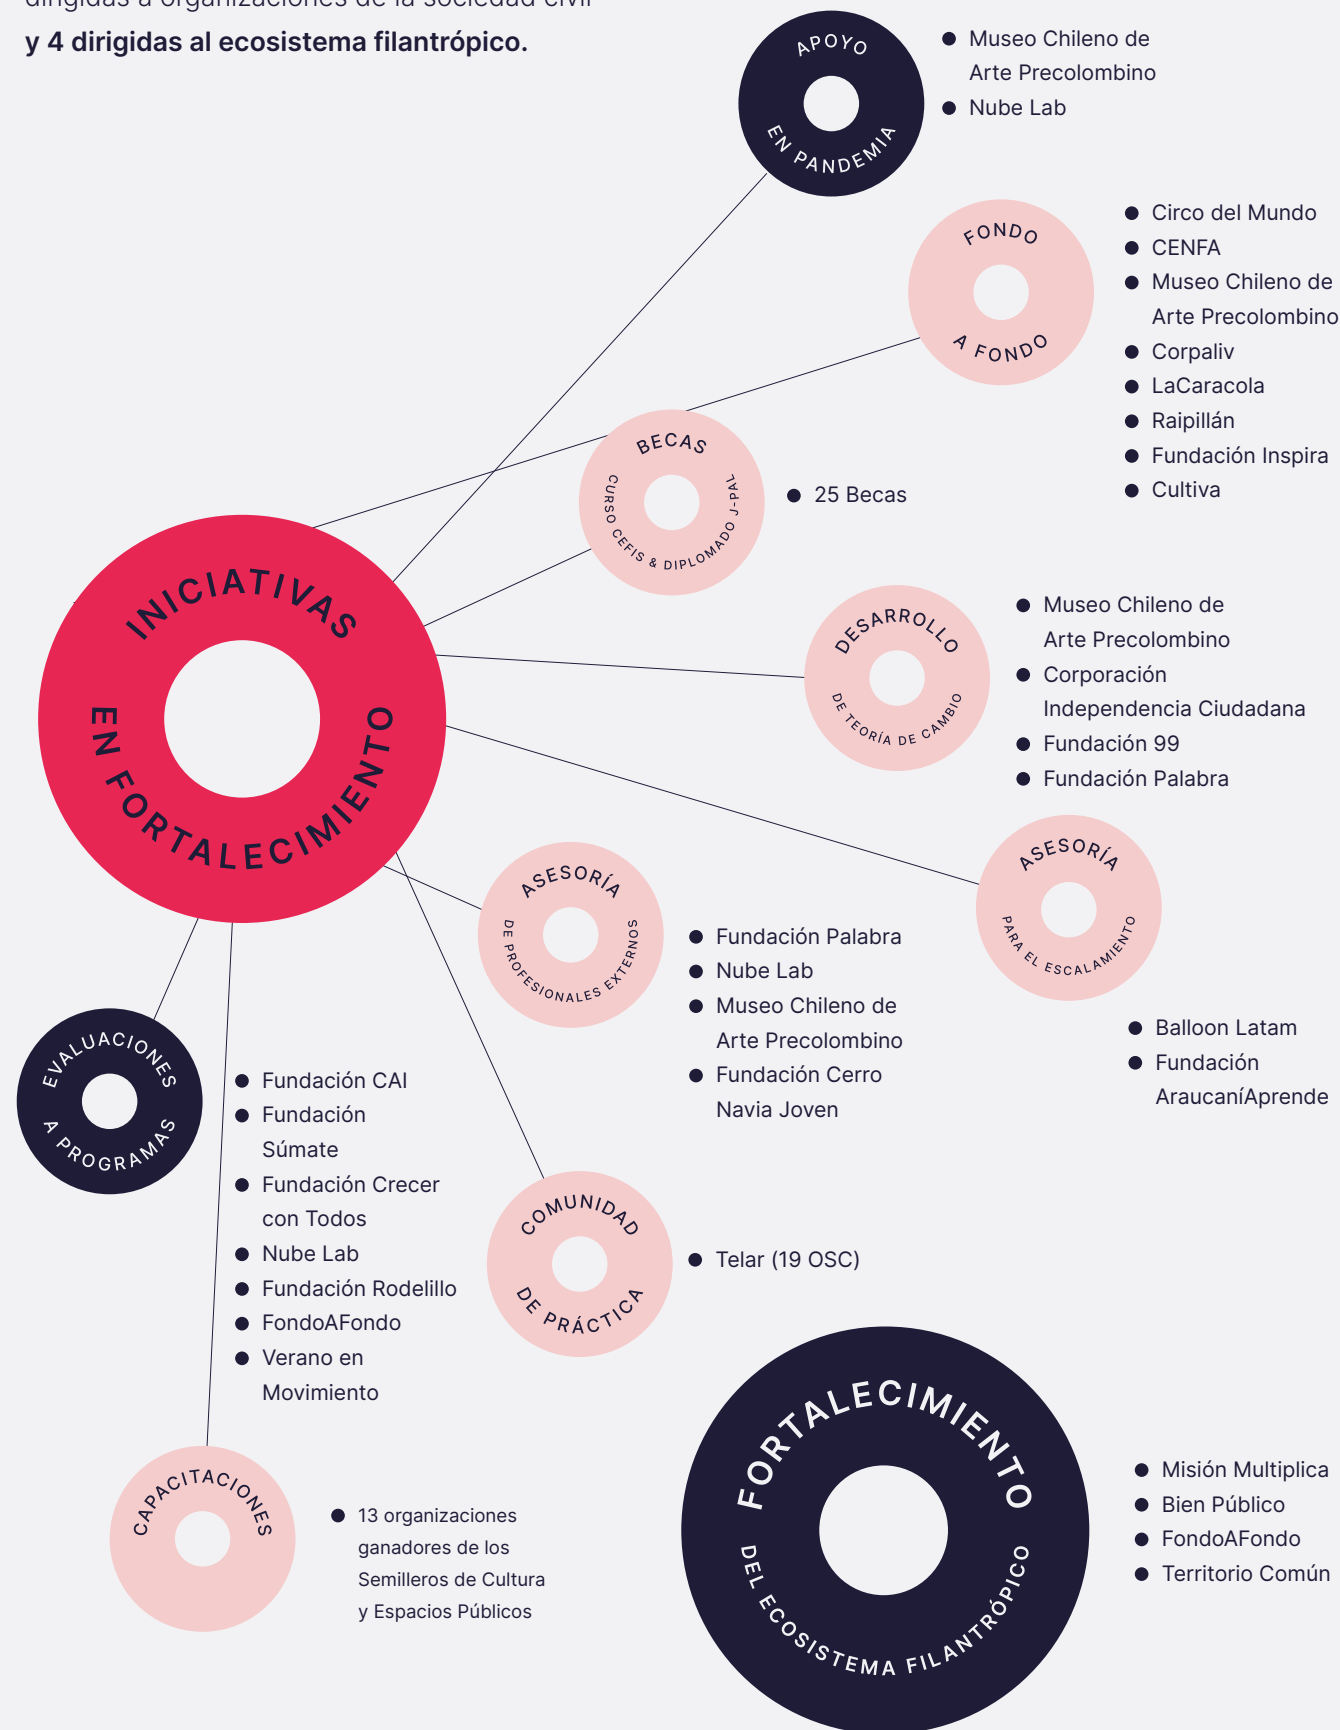 dirigidas a organizaciones de la sociedad civil
y 4 dirigidas al ecosistema filantrópico.
APOYO
EN PANDEMIA
Museo Chileno de
Arte Precolombino
Nube Lab
FONDO
A FONDO
Circo del Mundo
CENFA
Museo Chileno de
Arte Precolombino
Corpaliv
LaCaracola
Raipillán
Fundación Inspira
Cultiva
BECAS
CURSO CEFIS & DIPLOMADO J-PAL
25 Becas
INICIATIVAS
EN FORTALECIMIENTO
DESARROLLO
DE TEORÍA DE CAMBIO
Museo Chileno de
Arte Precolombino
Corporación
Independencia Ciudadana
Fundación 99
Fundación Palabra
ASESORÍA
PARA EL ESCALAMIENTO
Balloon Latam
Fundación
AraucaníAprende
ASESORÍA
DE PROFESIONALES EXTERNOS
Fundación Palabra
Nube Lab
Museo Chileno de
Arte Precolombino
Fundación Cerro
Navia Joven
EVALUACIONES
A PROGRAMAS
Fundación CAI
Fundación
Súmate
Fundación Crecer
con Todos
Nube Lab
Fundación Rodelillo
FondoAFondo
Verano en
Movimiento
COMUNIDAD
DE PRÁCTICA
Telar (19 OSC)
CAPACITACIONES
13 organizaciones
ganadores de los
Semilleros de Cultura
y Espacios Públicos
FORTALECIMIENTO
DEL ECOSISTEMA FILANTRÓPICO
Misión Multiplica
Bien Público
FondoAFondo
Territorio Común